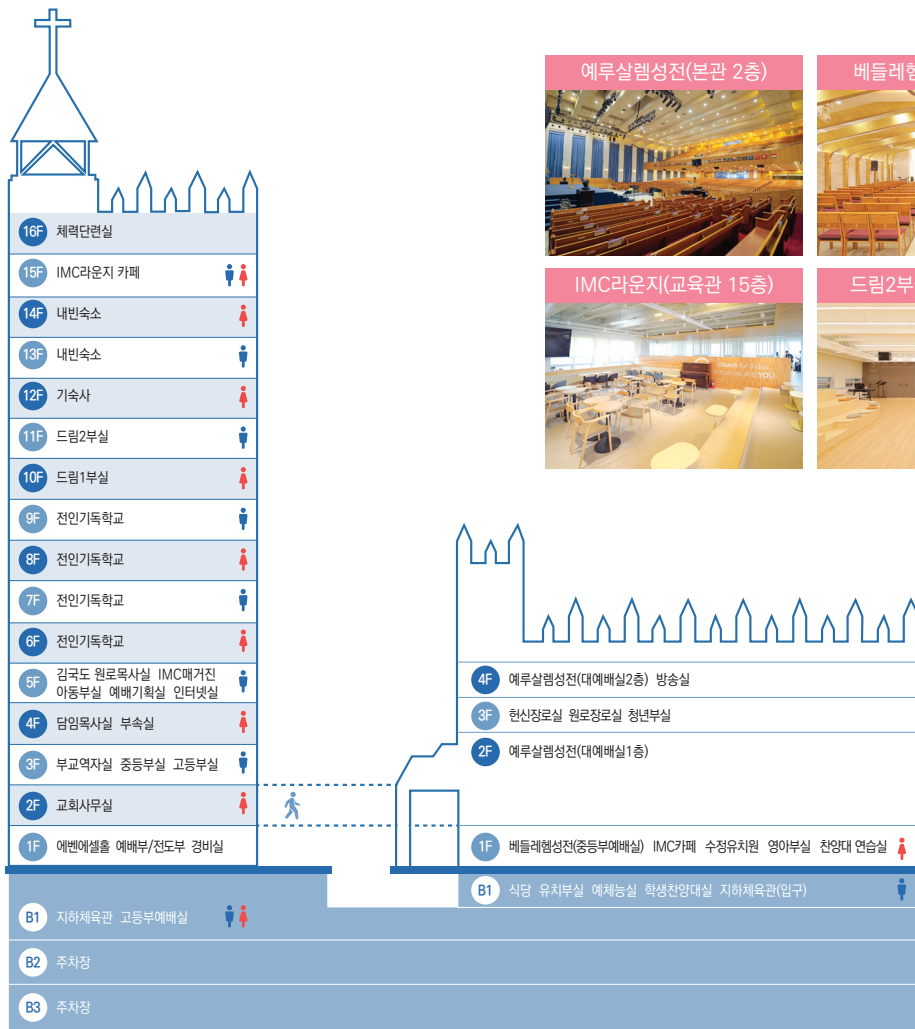 예루살렘성전(본관 2층)
베들레헴
IMC라운지(교육관 15층)
드림2부
Church for today,
tomorrow, and YOU
16F 체력단련실
15F IMC라운지 카페
14F 내빈숙소
13F 내빈숙소
12F 기숙사
11F 드림2부실
10F 드림1부실
9F 전인기독학교
8F 전인기독학교
7F 전인기독학교
6F 전인기독학교
5F 김국도 원로목사실 IMC매거진
아동부실 예배기획실 인터넷실
4F 담임목사실 부속실
3F 부교역자실 중등부실 고등부실
2F 교회사무실
1F 에벤에셀홀 예배부/전도부 경비실
B1 지하체육관 고등부예배실
B2 주차장
B3 주차장
4F 예루살렘성전(대예배실2층) 방송실
3F 헌신장로실 원로장로실 청년부실
2F 예루살렘성전(대예배실1층)
1F 베들레헴성전(중등부예배실) IMC카페 수정유치원 영아부실 찬양대 연습실
B1 식당 유치부실 예체능실 학생찬양대실 지하체육관(입구)